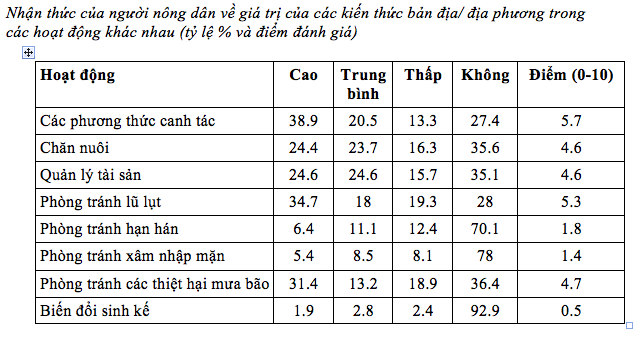 Nhận thức của người nông dân về giá trị của các kiến thức bản địa/ địa phương trong
các hoạt động khác nhau (tỷ lệ % và điểm đánh giá)
Hoạt động Cao Trung bình Thấp Không Điểm (0-10)
Các phương thức canh tác 38.9 20.5 13.3 27.4 5.7
Chăn nuôi 24.4 23.7 16.3 35.6 4.6
Quản lý tài sản 24.6 24.6 15.7 35.1 4.6
Phòng tránh lũ lụt 34.7 18 19.3 28 5.3
Phòng tránh hạn hán 6.4 11.1 12.4 70.1 1.8
Phòng tránh xâm nhập mặn 5.4 8.5 8.1 78 1.4
Phòng tránh các thiệt hại mưa bão 31.4 13.2 18.9 36.4 4.7
Biến đổi sinh kế 1.9 2.8 2.4 92.9 0.5